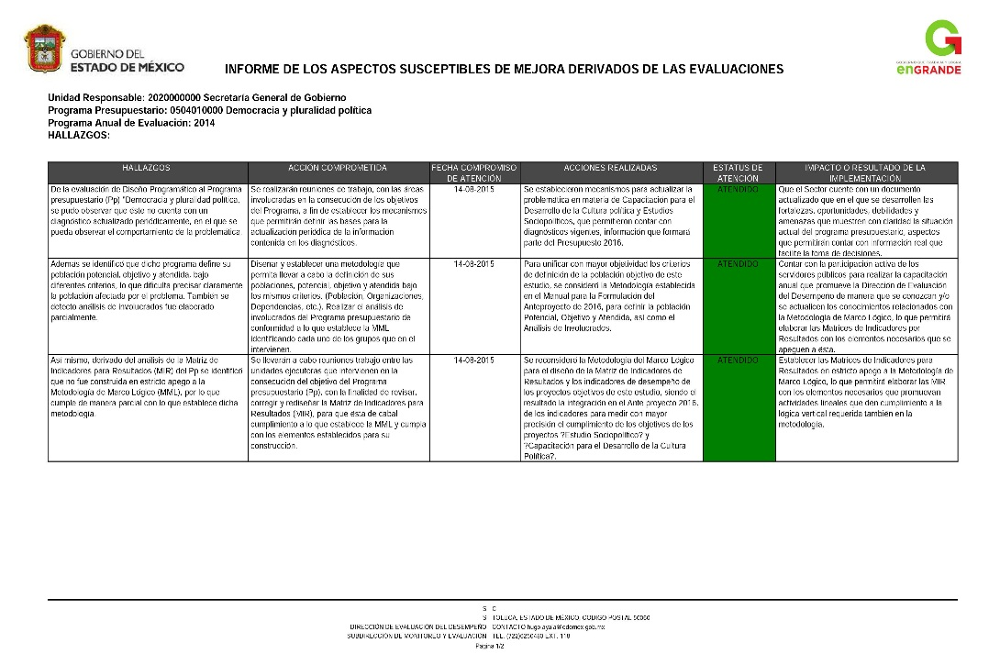 GOBIERNO DEL
ESTADO DE MÉXICO
enGRANDE
INFORME DE LOS ASPECTOS SUSCEPTIBLES DE MEJORA DERIVADOS DE LAS EVALUACIONES
Unidad Responsable: 2020000000 Secretaría General de Gobierno
Programa Presupuestario: 0504010000 Democracia y pluralidad política
Programa Anual de Evaluación: 2014
HALLAZGOS:
HALLAZGOS
ACCIÓN COMPROMETIDA
FECHA COMPROMISO
DE ATENCIÓN
ACCIONES REALIZADAS
ESTATUS DE
ATENCIÓN
IMPACTO O RESULTADO DE LA
IMPLEMENTACIÓN
De la evaluación de Diseño Programático al Programa
presupuestario (Pp) "Democracia y pluralidad política,
se pudo observar que éste no cuenta con un
diagnóstico actualizado periódicamente, en el que se
pueda observar el comportamiento de la problemática.
Se realizarán reuniones de trabajo, con las áreas
involucradas en la consecución de los objetivos
del Programa, a fin de establecer los mecanismos
que permitirán definir las bases para la
actualización periódica de la información
contenida en los diagnósticos.
14-08-2015
Se establecieron mecanismos para actualizar la
problemática en materia de Capacitación para el
Desarrollo de la Cultura política y Estudios
Sociopolíticos, que permitieron contar con
diagnósticos vigentes, información que formará
parte del Presupuesto 2016.
ATENDIDO
Que el Sector cuente con un documento
actualizado que en el que se desarrollen las
fortalezas, oportunidades, debilidades y
amenazas que muestren con claridad la situación
actual del programa presupuestario, aspectos
que permitirán contar con información real que
facilite la toma de decisiones.
Ademas se identificó que dicho programa define su
población potencial, objetivo y atendida, bajo
diferentes criterios, lo que dificulta precisar claramente
la población afectada por el problema. También se
detecto análisis de involucrados fue elaborado
parcialmente.
Disenar y establecer una metodología que
permita llevar a cabo la definición de sus
poblaciones, potencial, objetivo y atendida bajo
los mismos criterios, (Población, Organizaciones,
Dependencias, etc.). Realizar el análisis de
involucrados del Programa presupuestario de
conformidad a lo que establece la MML
identificando cada uno de los grupos que en el
intervienen.
14-08-2015
Para unificar con mayor objetividad los criterios
de definición de la población objetivo de este
estudio, se consideró la Metodología establecida
en el Manual para la Formulación del
Anteproyecto de 2016, para definir la población
Potencial, Objetivo y Atendida, así como el
Análisis de Involucrados.
ATENDIDO
Contar con la participación activa de los
servidores públicos para realizar la capacitación
anual que promueve la Dirección de Evaluación
del Desempeño de manera que se conozcan y/o
se actualicen los conocimientos relacionados con
la Metodología de Marco Lógico, lo que permitirá
elaborar las Matrices de Indicadores por
Resultados con los elementos necesarios que se
apeguen a ésta.
Así mismo, derivado del análisis de la Matriz de
Indicadores para Resultados (MIR) del Pp se identificó
que no fue construida en estricto apego a la
Metodología de Marco Lógico (MML), por lo que
cumple de manera parcial con lo que establece dicha
metodología.
Se llevarán a cabo reuniones trabajo entre las
unidades ejecutoras que intervienen en la
consecución del objetivo del Programa
presupuestario (Pp), con la finalidad de revisar,
corregir y rediseñar la Matriz de Indicadores para
Resultados (MIR), para que ésta de cabal
cumplimiento a lo que establece la MML y cumpla
con los elementos establecidos para su
construcción.
14-08-2015
Se reconsideró la Metodología del Marco Lógico
para el diseño de la Matriz de Indicadores de
Resultados y los indicadores de desempeño de
los proyectos objetivos de este estudio, siendo el
resultado la integración en el Ante proyecto 2016,
de los indicadores para medir con mayor
precisión el cumplimiento de los objetivos de los
proyectos ?Estudio Sociopolítico? y
?Capacitación para el Desarrollo de la Cultura
Política?.
ATENDIDO
Establecer las Matrices de Indicadores para
Resultados en estricto apego a la Metodología de
Marco Lógico, lo que permitirá elaborar las MIR
con los elementos necesarios que promuevan
actividades lineales que den cumplimiento a la
lógica vertical requerida también en la
metodología.
S C
S TOLUCA, ESTADO DE MÉXICO, CODIGO POSTAL 50060
DIRECCIÓN DE EVALUACIÓN DEL DESEMPEÑO CONTACTO hugo.ayala@edomex.gob.mx
SUBDIRECCIÓN DE MONITOREO Y EVALUACIÓN TEL. EXT. 118
Página 1/2